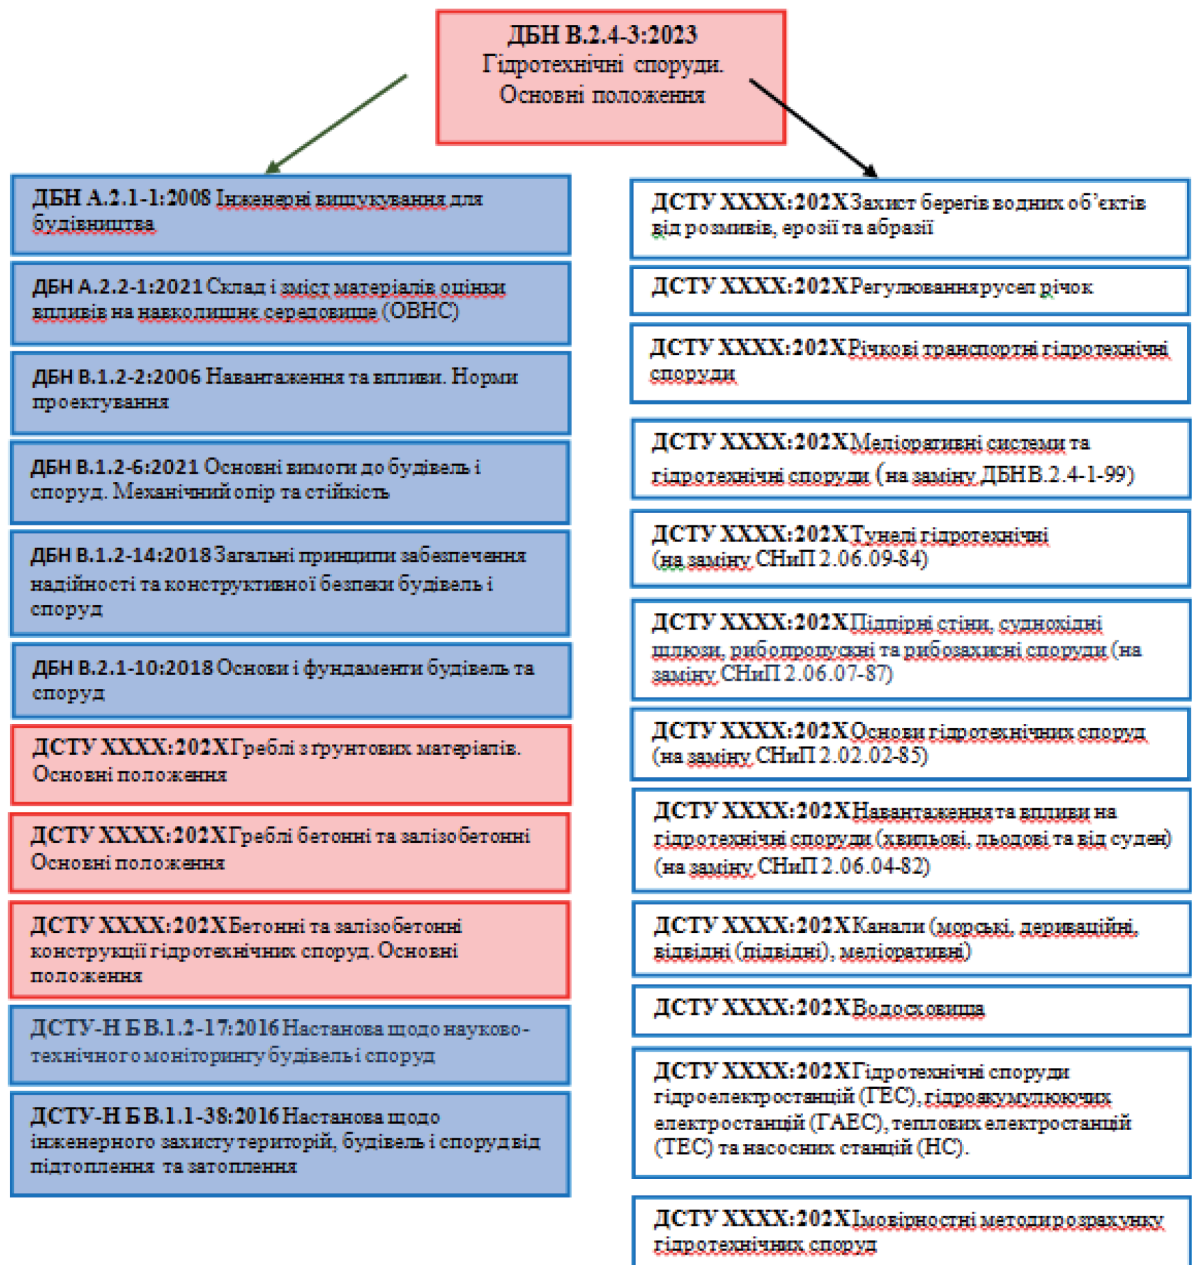 ДБН В.2.4-3:2023
Гідротехнічні споруди.
Основні положення
ДБН А.2.1-1:2008 Інженерні вишукування для
будівництва
ДБН А.2.2-1:2021 Склад і зміст матеріалів оцінки
впливів на навколишнє середовище (ОВНС)
ДБН В.1.2-2:2006 Навантаження та впливи. Норми
проектування
ДБН В.1.2-6:2021 Основні вимоги до будівель і
споруд. Механічний опір та стійкість
ДБН В.1.2-14:2018 Загальні принципи забезпечення
надійності та конструктивної безпеки будівель і
споруд
ДБН В.2.1-10:2018 Основи і фундаменти будівель та
споруд
ДСТУ ХХХХ:202Х Греблі з ґрунтових матеріалів.
Основні положення
ДСТУ ХХХХ:202Х Греблі бетонні та залізобетонні
Основні положення
ДСТУ ХХХХ:202Х Бетонні та залізобетонні
конструкції гідротехнічних споруд. Основні
положення
ДСТУ-Н Б В.1.2-17:2016 Настанова щодо науково-
технічного моніторингу будівель і споруд
ДСТУ-Н Б В.1.1-38:2016 Настанова щодо
інженерного захисту територій, будівель і споруд від
підтоплення та затоплення
ДСТУ ХХХХ:202Х Захист берегів водних об’єктів
від розмивів, ерозії та абразії
ДСТУ ХХХХ:202Х Регулювання русел річок
ДСТУ ХХХХ:202Х Річкові транспортні гідротехнічні
споруди
ДСТУ ХХХХ:202Х Меліоративні системи та
гідротехнічні споруди (на заміну ДБН В.2.4-1-99)
ДСТУ ХХХХ:202Х Тунелі гідротехнічні
(на заміну СНиП 2.06.09-84)
ДСТУ ХХХХ:202Х Підпірні стіни, суднохідні
шлюзи, рибопропускні та рибозахисні споруди (на
заміну СНиП 2.06.07-87)
ДСТУ ХХХХ:202Х Основи гідротехнічних споруд
(на заміну СНиП 2.02.02-85)
ДСТУ ХХХХ:202Х Навантаження та впливи на
гідротехнічні споруди (хвильові, льодові та від суден)
(на заміну СНиП 2.06.04-82)
ДСТУ ХХХХ:202Х Канали (морські, дериваційні,
відвідні (підвідні), меліоративні)
ДСТУ ХХХХ:202Х Водосховища
ДСТУ ХХХХ:202Х Гідротехнічні споруди
гідроелектростанцій (ГЕС), гідроакумулюючих
електростанцій (ГАЕС), теплових електростанцій
(ТЕС) та насосних станцій (НС).
ДСТУ ХХХХ:202Х Імовірностні методи розрахунку
гідротехнічних споруд